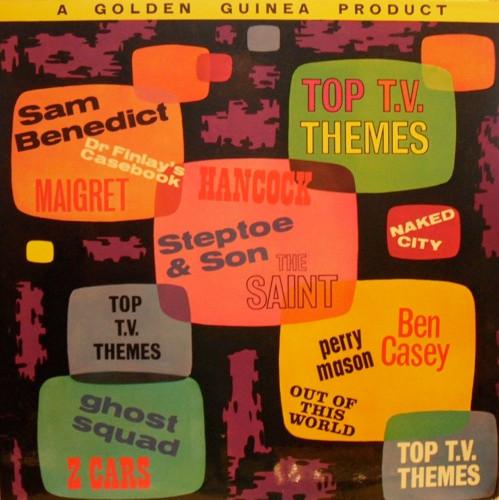 A GOLDEN GUINEA PRODUCT
TOP T.V.
THEMES
Sam
Benedict
Dr Finlay's
Casebook
MAIGRET
HANCOCK
Steptoe
& Son
THE
SAINT
NAKED
CITY
TOP
T.V.
THEMES
perry
mason
Ben
Casey
OUT OF
THIS
WORLD
ghost
squad
Z CARS
TOP T.V.
THEMES